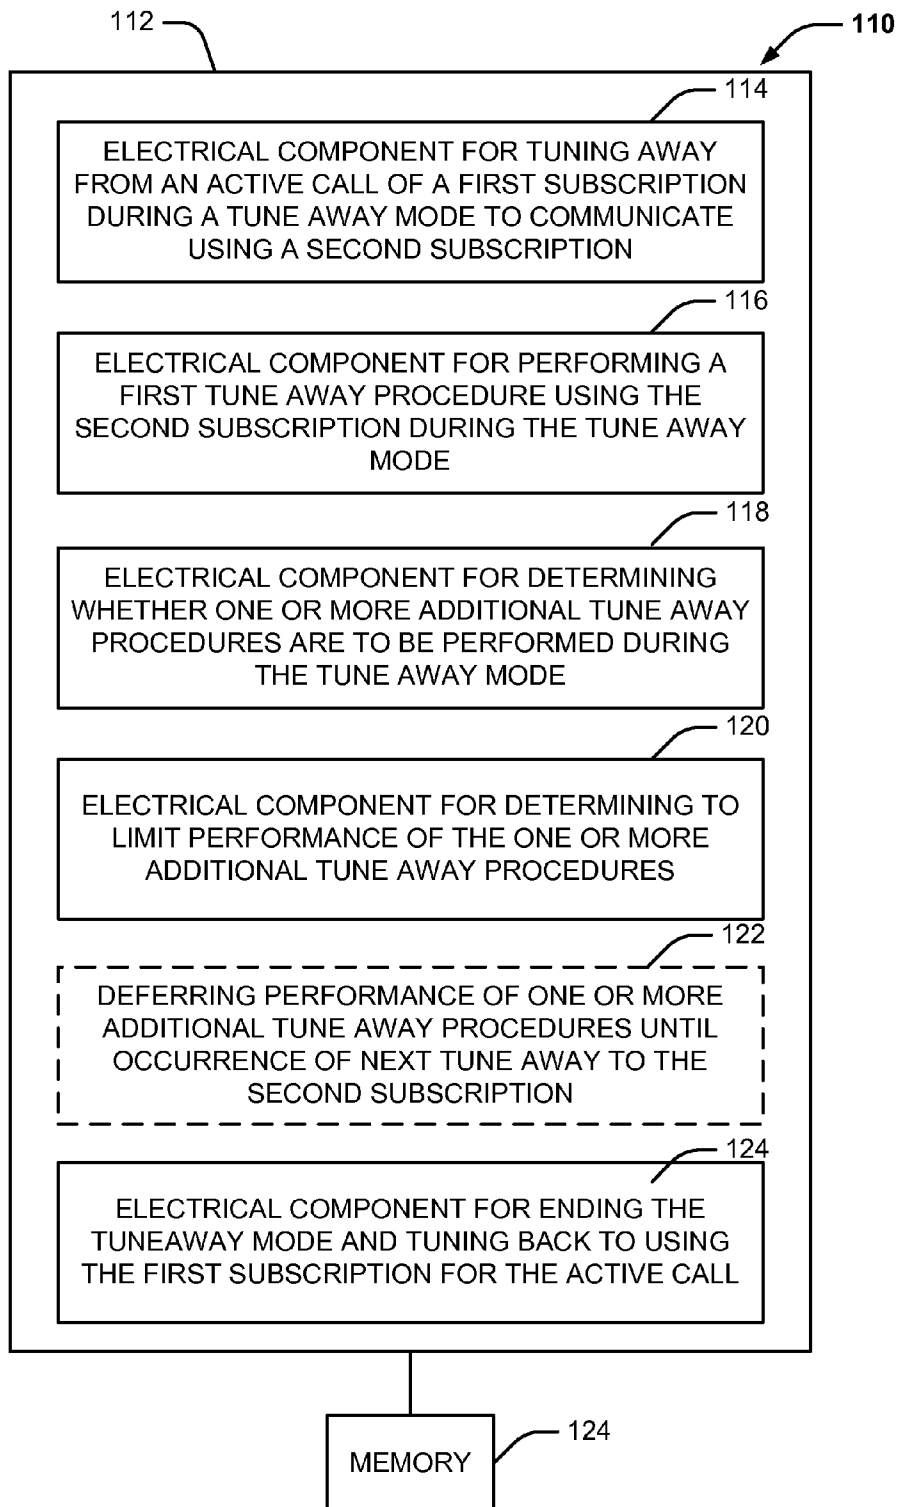 112
110
114
ELECTRICAL COMPONENT FOR TUNING AWAY
FROM AN ACTIVE CALL OF A FIRST SUBSCRIPTION
DURING A TUNE AWAY MODE TO COMMUNICATE
USING A SECOND SUBSCRIPTION
116
ELECTRICAL COMPONENT FOR PERFORMING A
FIRST TUNE AWAY PROCEDURE USING THE
SECOND SUBSCRIPTION DURING THE TUNE AWAY
MODE
118
ELECTRICAL COMPONENT FOR DETERMINING
WHETHER ONE OR MORE ADDITIONAL TUNE AWAY
PROCEDURES ARE TO BE PERFORMED DURING
THE TUNE AWAY MODE
120
ELECTRICAL COMPONENT FOR DETERMINING TO
LIMIT PERFORMANCE OF THE ONE OR MORE
ADDITIONAL TUNE AWAY PROCEDURES
122
DEFERRING PERFORMANCE OF ONE OR MORE
ADDITIONAL TUNE AWAY PROCEDURES UNTIL
OCCURRENCE OF NEXT TUNE AWAY TO THE
SECOND SUBSCRIPTION
124
ELECTRICAL COMPONENT FOR ENDING THE
TUNEAWAY MODE AND TUNING BACK TO USING
THE FIRST SUBSCRIPTION FOR THE ACTIVE CALL
124
MEMORY